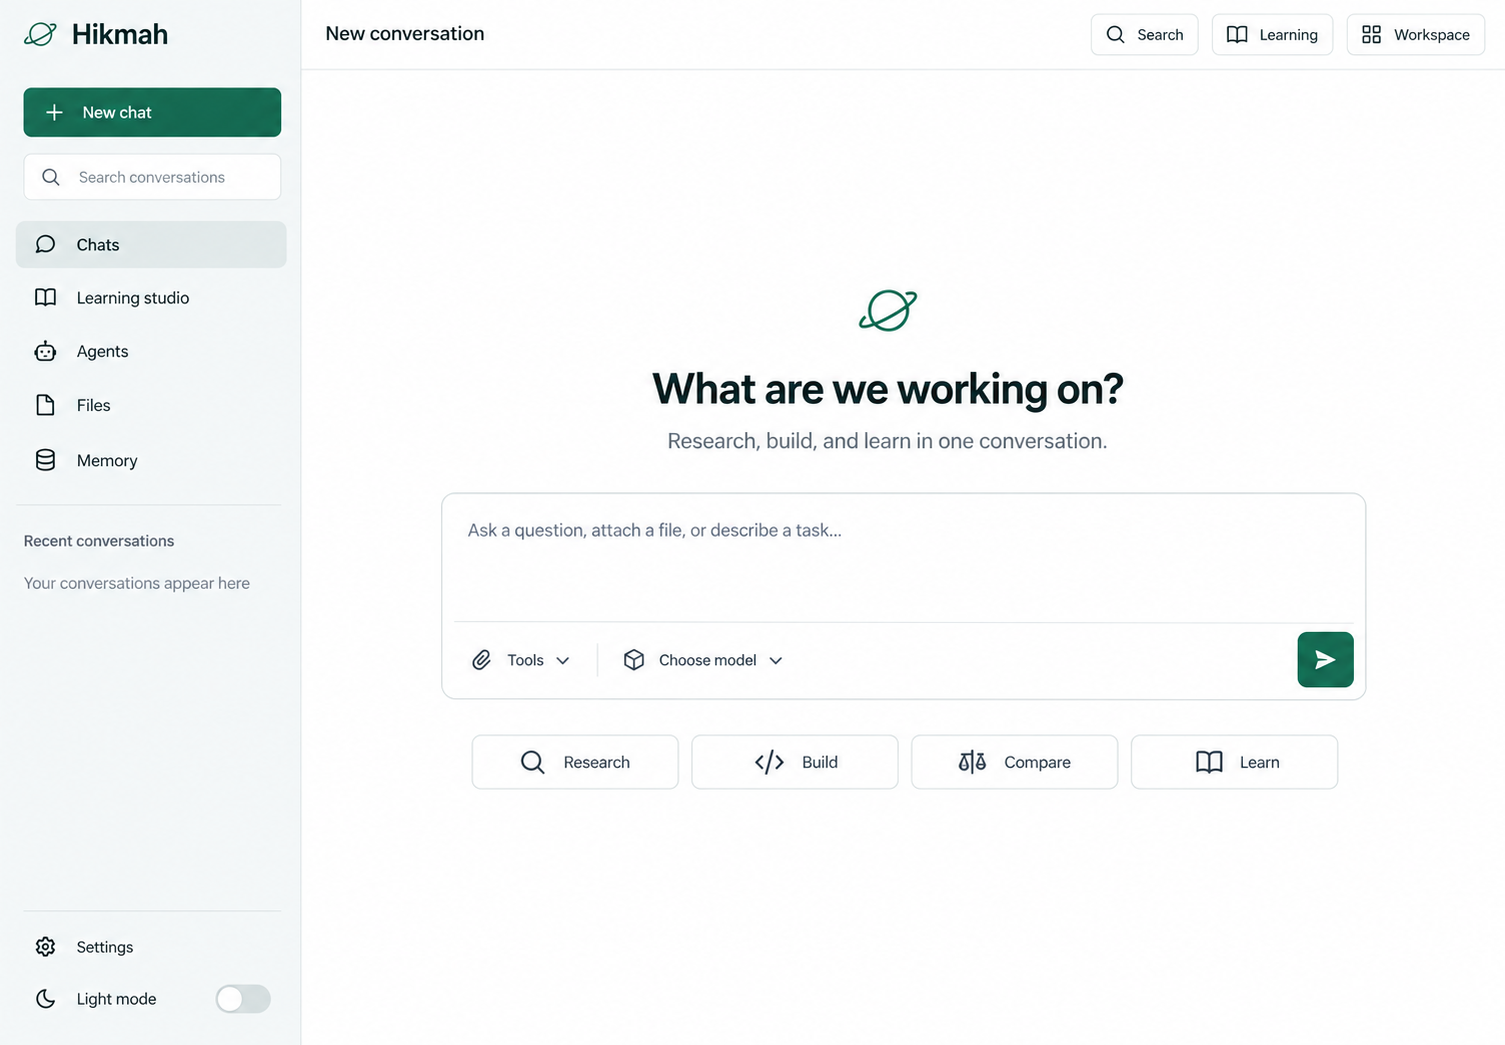 Hikmah
New chat
Search conversations
Chats
Learning studio
Agents
Files
Memory
Recent conversations
Your conversations appear here
Settings
Light mode
New conversation
Search
Learning
Workspace
What are we working on?
Research, build, and learn in one conversation.
Ask a question, attach a file, or describe a task...
Tools
Choose model
Research
Build
Compare
Learn